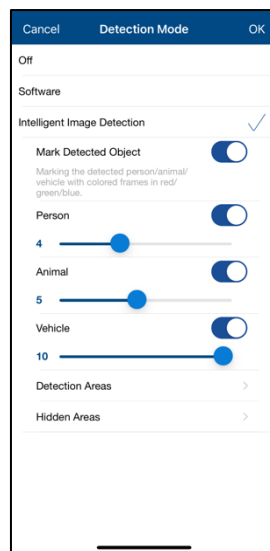 Cancel Detection Mode OK
Off
Software
Intelligent Image Detection
Mark Detected Object
Marking the detected person/animal/
vehicle with colored frames in red/
green/blue.
Person
4
Animal
5
Vehicle
10
Detection Areas
Hidden Areas